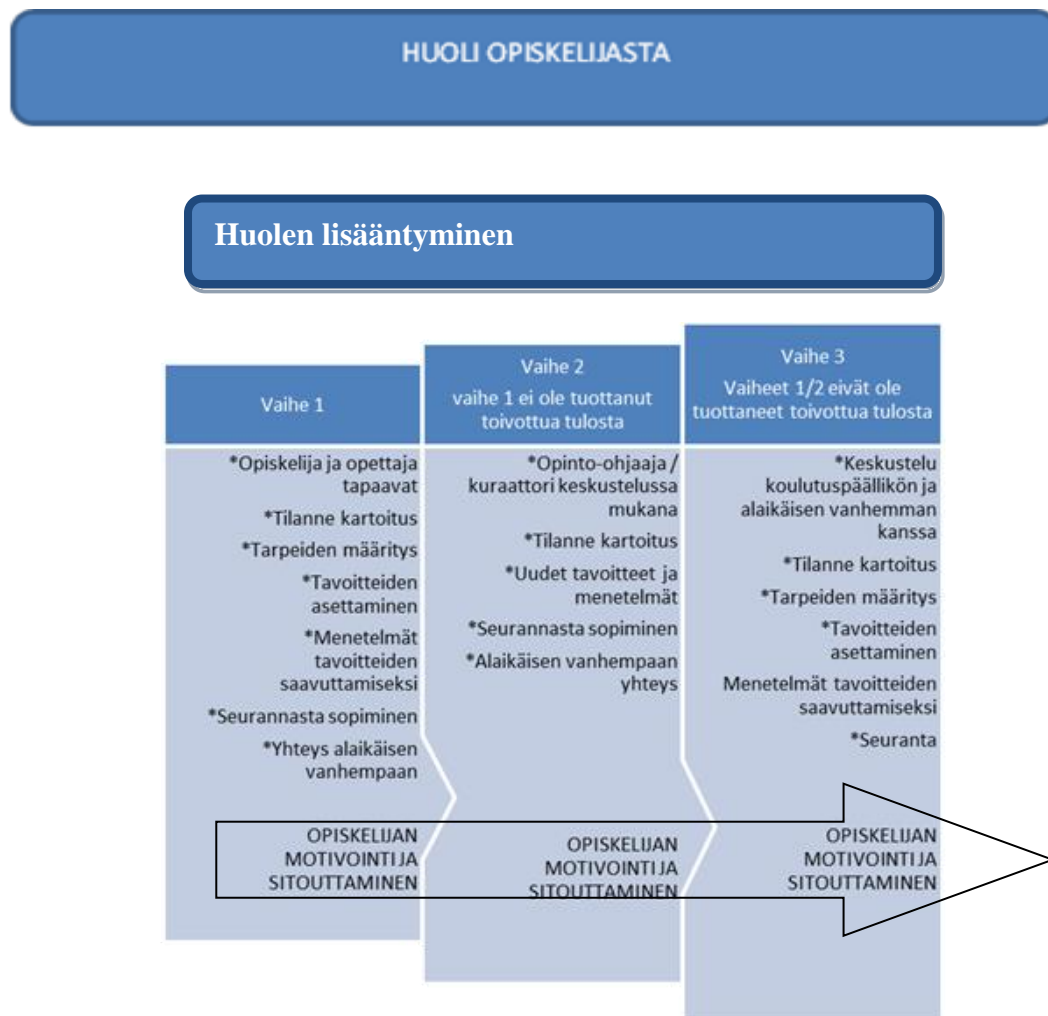 HUOLI OPISKELIJASTA
Huolen lisääntyminen
Vaihe 1
*Opiskelija ja opettaja
tapaavat
*Tilanne kartoitus
*Tarpeiden määritys
*Tavoitteiden
asettaminen
*Menetelmät
tavoitteiden
saavuttamiseksi
*Seurannasta sopiminen
*Yhteys alaikäisen
vanhempaan
OPISKELIJAN
MOTIVOINTI JA
SITOUTTAMINEN
Vaihe 2
vaihe 1 ei ole tuottanut
toivottua tulosta
*Opinto-ohjaaja /
kuraattori keskustelussa
mukana
*Tilanne kartoitus
*Uudet tavoitteet ja
menetelmät
*Seurannasta sopiminen
*Alaikäisen vanhempaan
yhteys
OPISKELIJAN
MOTIVOINTI JA
SITOUTTAMINEN
Vaihe 3
Vaiheet 1/2 eivät ole
tuottaneet toivottua tulosta
*Keskustelu
koulutuspäällikön ja
alaikäisen vanhemman
kanssa
*Tilanne kartoitus
*Tarpeiden määritys
*Tavoitteiden
asettaminen
Menetelmät tavoitteiden
saavuttamiseksi
*Seuranta
OPISKELIJAN
MOTIVOINTI JA
SITOUTTAMINEN